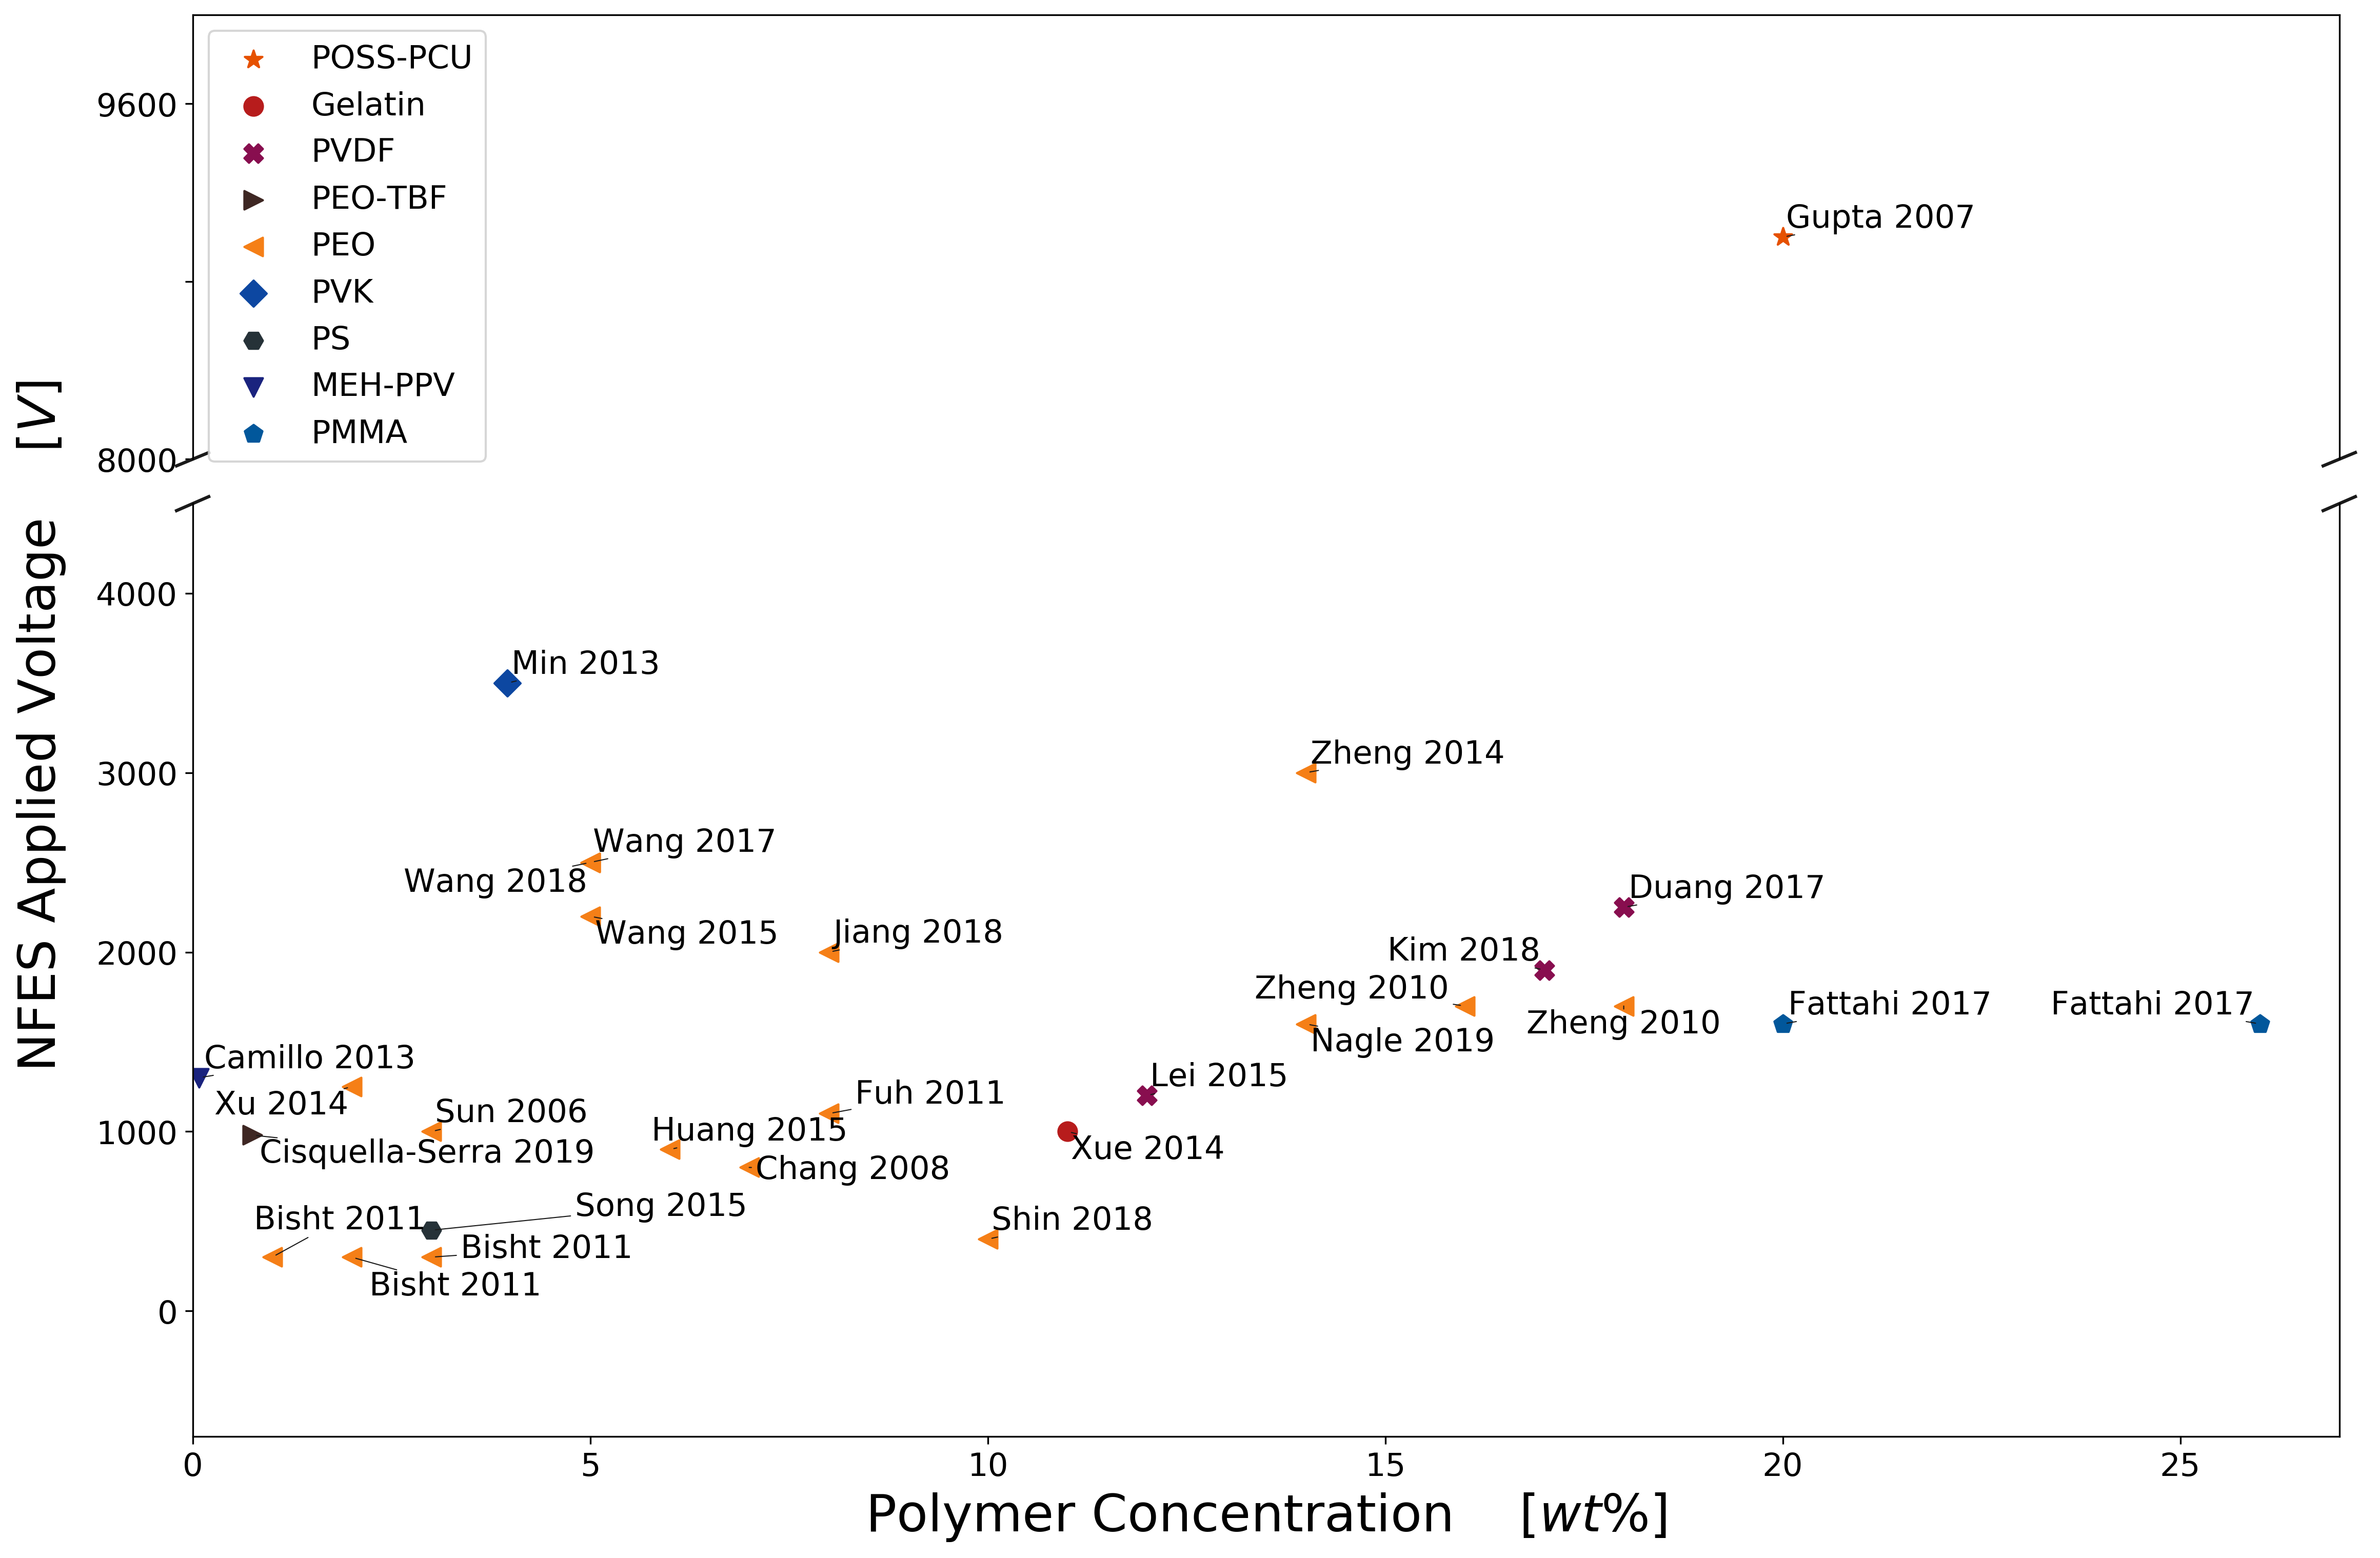 POSS-PCU
Gelatin
PVDF
PEO-TBF
PEO
PVK
PS
MEH-PPV
PMMA
9600
8000
4000
3000
2000
1000
0
NFES Applied Voltage [V]
Gupta 2007
Min 2013
Zheng 2014
Wang 2017
Wang 2018
Wang 2015
Jiang 2018
Duang 2017
Kim 2018
Zheng 2010
Nagle 2019
Zheng 2010
Fattahi 2017
Fattahi 2017
Camillo 2013
Xu 2014
Sun 2006
Cisquella-Serra 2019
Fuh 2011
Huang 2015
Chang 2008
Lei 2015
Xue 2014
Song 2015
Bisht 2011
Bisht 2011
Bisht 2011
Shin 2018
0 5 10 15 20 25
Polymer Concentration [wt%]